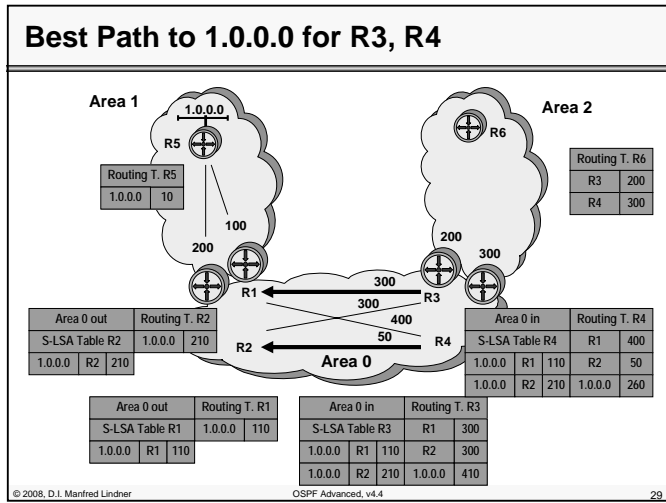 Best Path to 1.0.0.0 for R3, R4
Area 1
1.0.0.0
R5
Routing T. R5
1.0.0.0 10
100
200
Area 2
R6
Routing T. R6
R3 200
R4 300
200
300
R1
300
R3
300
400
50
R2
R4
Area 0
Area 0 out Routing T. R2
S-LSA Table R2 1.0.0.0 210
1.0.0.0 R2 210
Area 0 in Routing T. R4
S-LSA Table R4 R1 400
1.0.0.0 R1 110 R2 50
1.0.0.0 R2 210 1.0.0.0 260
Area 0 out Routing T. R1
S-LSA Table R1 1.0.0.0 110
1.0.0.0 R1 110
Area 0 in Routing T. R3
S-LSA Table R3 R1 300
1.0.0.0 R1 110 R2 300
1.0.0.0 R2 210 1.0.0.0 410
© 2008, D.I. Manfred Lindner OSPF Advanced, v4.4 29